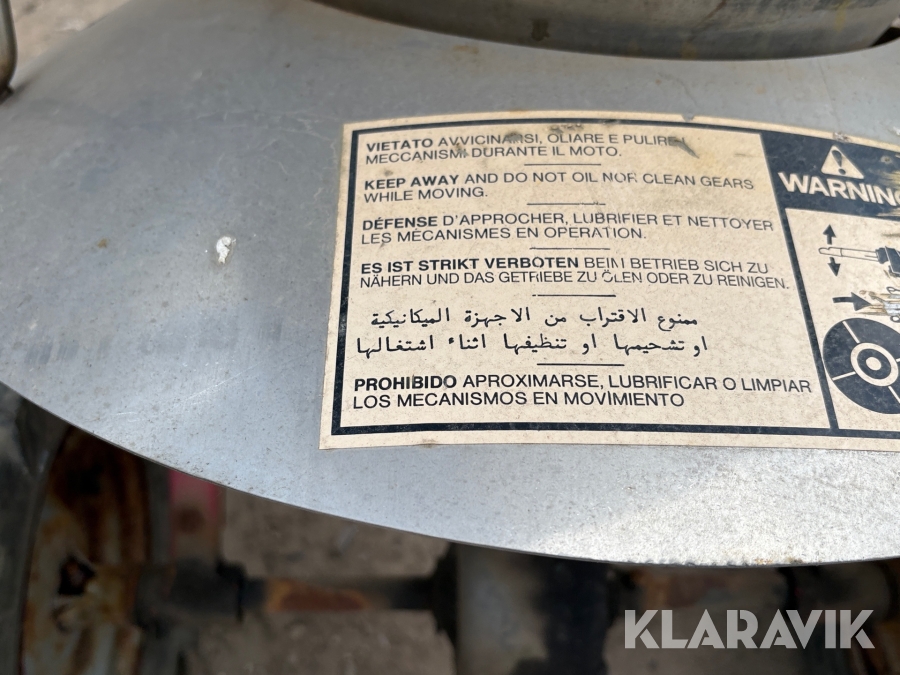 VIETATO AVVICINARSI, OLIARE E PULIRE I
MECCANISMI DURANTE IL MOTO.
KEEP AWAY AND DO NOT OIL NOR CLEAN GEARS
WHILE MOVING.
DÉFENSE D'APPROCHER, LUBRIFIER ET NETTOYER
LES MÉCANISMES EN OPERATION.
ES IST STRIKT VERBOTEN BEIM BETRIEB SICH ZU
NÄHERN UND DAS GETRIEBE ZU ÖLEN ODER ZU REINIGEN.
ممنوع الاقتراب من الاجهزة الميكانيكية
او تشحيمها او تنظيفها اثناء اشتغالها
PROHIBIDO APROXIMARSE, LUBRIFICAR O LIMPIAR
LOS MECANISMOS EN MOVIMIENTO
WARNING
KLARAVIK